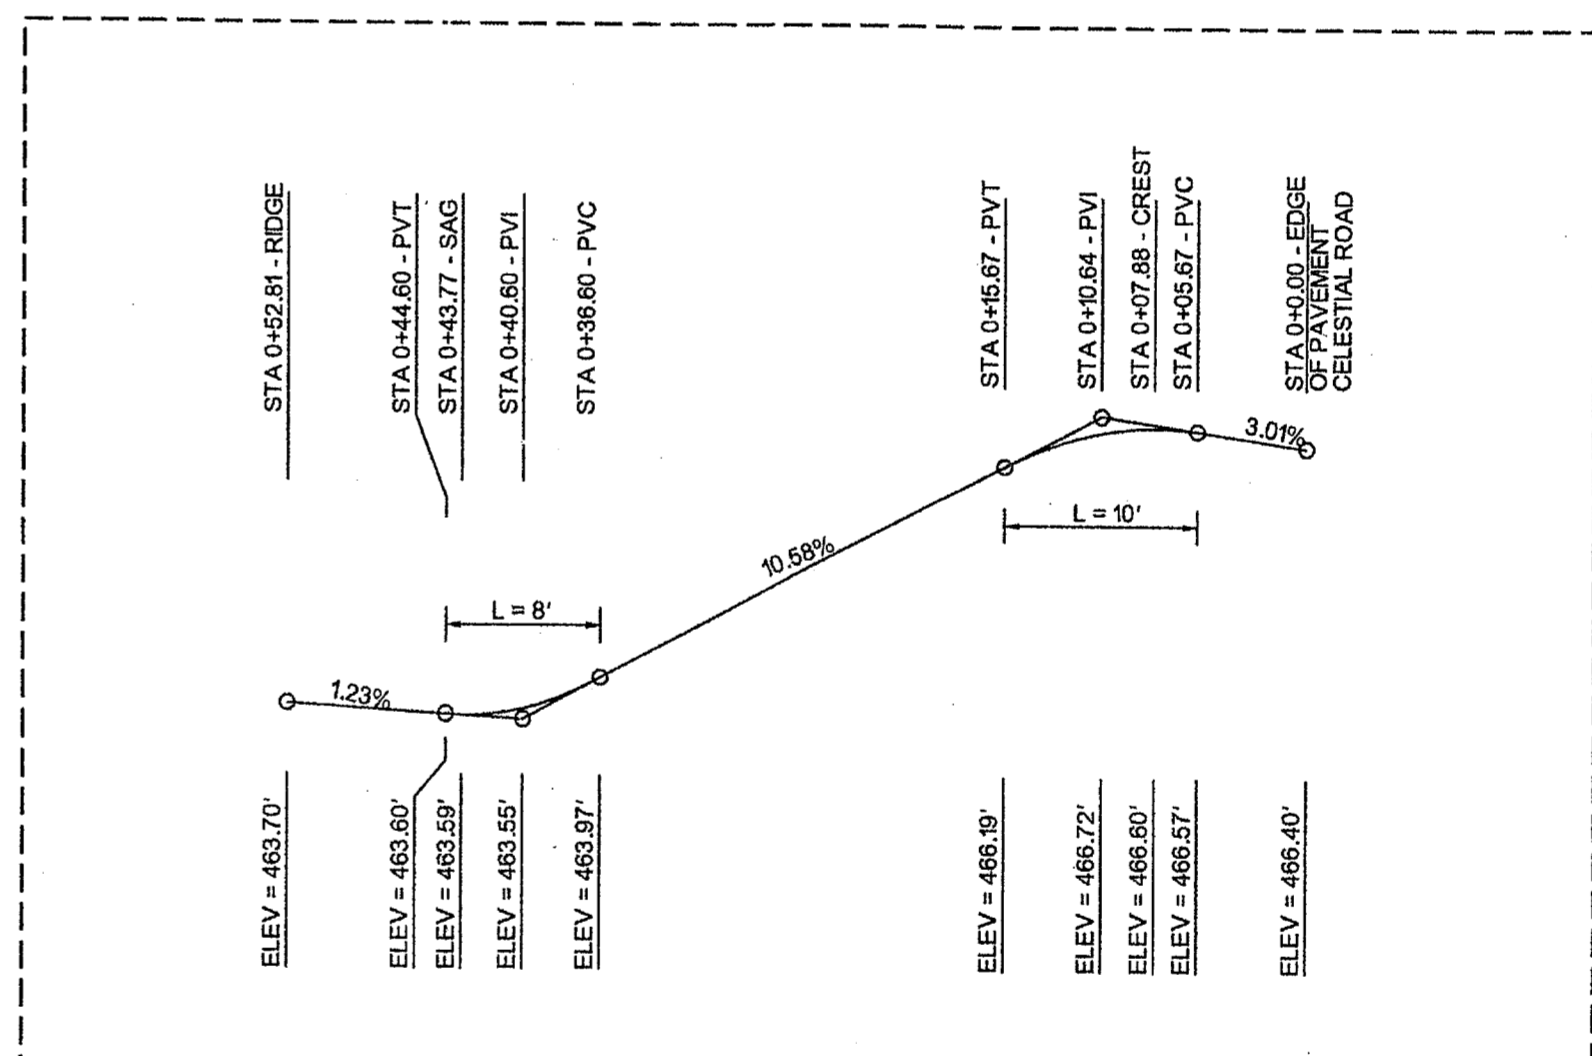 STA 0+52.81 - RIDGE
STA 0+44.60 - PVT
STA 0+43.77 - SAG
STA 0+40.60 - PVI
STA 0+36.60 - PVC
STA 0+15.67 - PVT
STA 0+10.64 - PVI
STA 0+07.88 - CREST
STA 0+05.67 - PVC
STA 0+0.00 - EDGE
OF PAVEMENT
CELESTIAL ROAD
3.01%
L = 10'
10.58%
L = 8'
1.23%
ELEV = 463.70'
ELEV = 463.60'
ELEV = 463.59'
ELEV = 463.55'
ELEV = 463.97'
ELEV = 466.19'
ELEV = 466.72'
ELEV = 466.60'
ELEV = 466.57'
ELEV = 466.40'